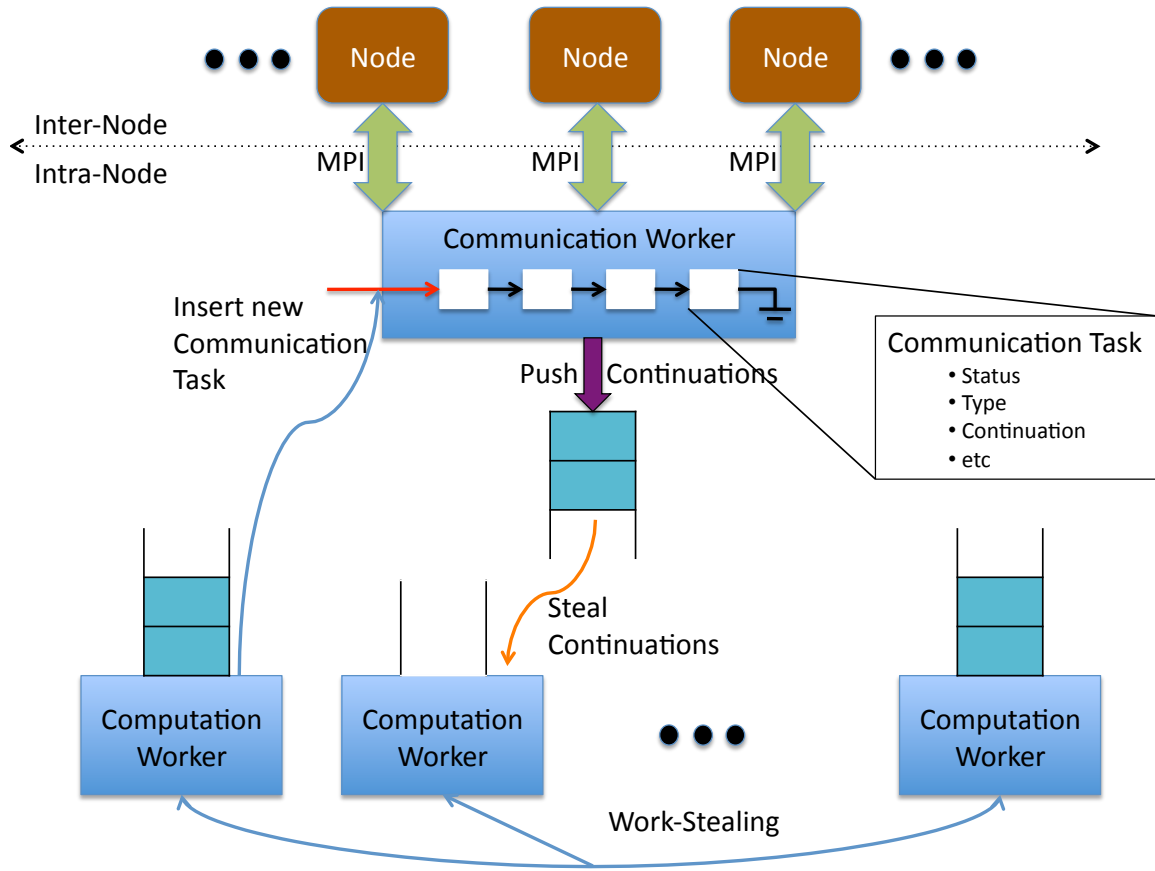 Node
Node
Node
Inter-Node
Intra-Node
MPI
MPI
MPI
Communication Worker
Insert new
Communication
Task
Communication Task
• Status
• Type
• Continuation
• etc
Push Continuations
Steal
Continuations
Computation
Worker
Computation
Worker
Computation
Worker
Work-Stealing